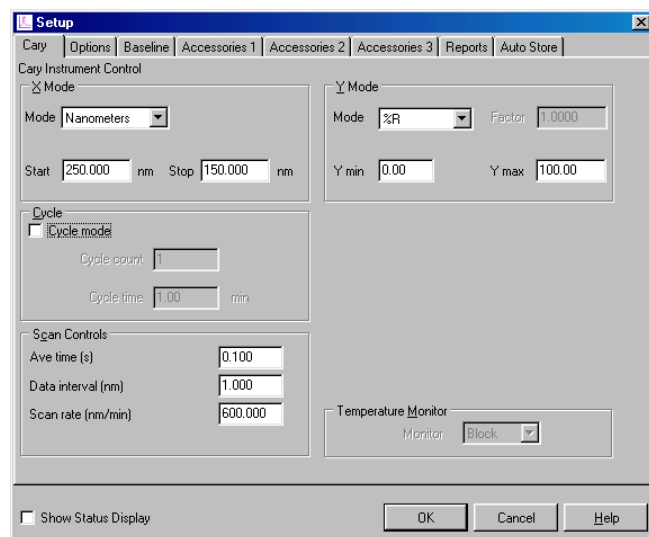 Setup
Cary Options Baseline Accessories 1 Accessories 2 Accessories 3 Reports Auto Store
Cary Instrument Control
X Mode
Mode Nanometers
Start 250.000 nm Stop 150.000 nm
Y Mode
Mode %R Factor 1.0000
Y min 0.00 Y max 100.00
Cycle
Cycle mode
Cycle count 1
Cycle time 1.00 min
Scan Controls
Ave time (s) 0.100
Data interval (nm) 1.000
Scan rate (nm/min) 600.000
Temperature Monitor
Monitor Block
Show Status Display OK Cancel Help